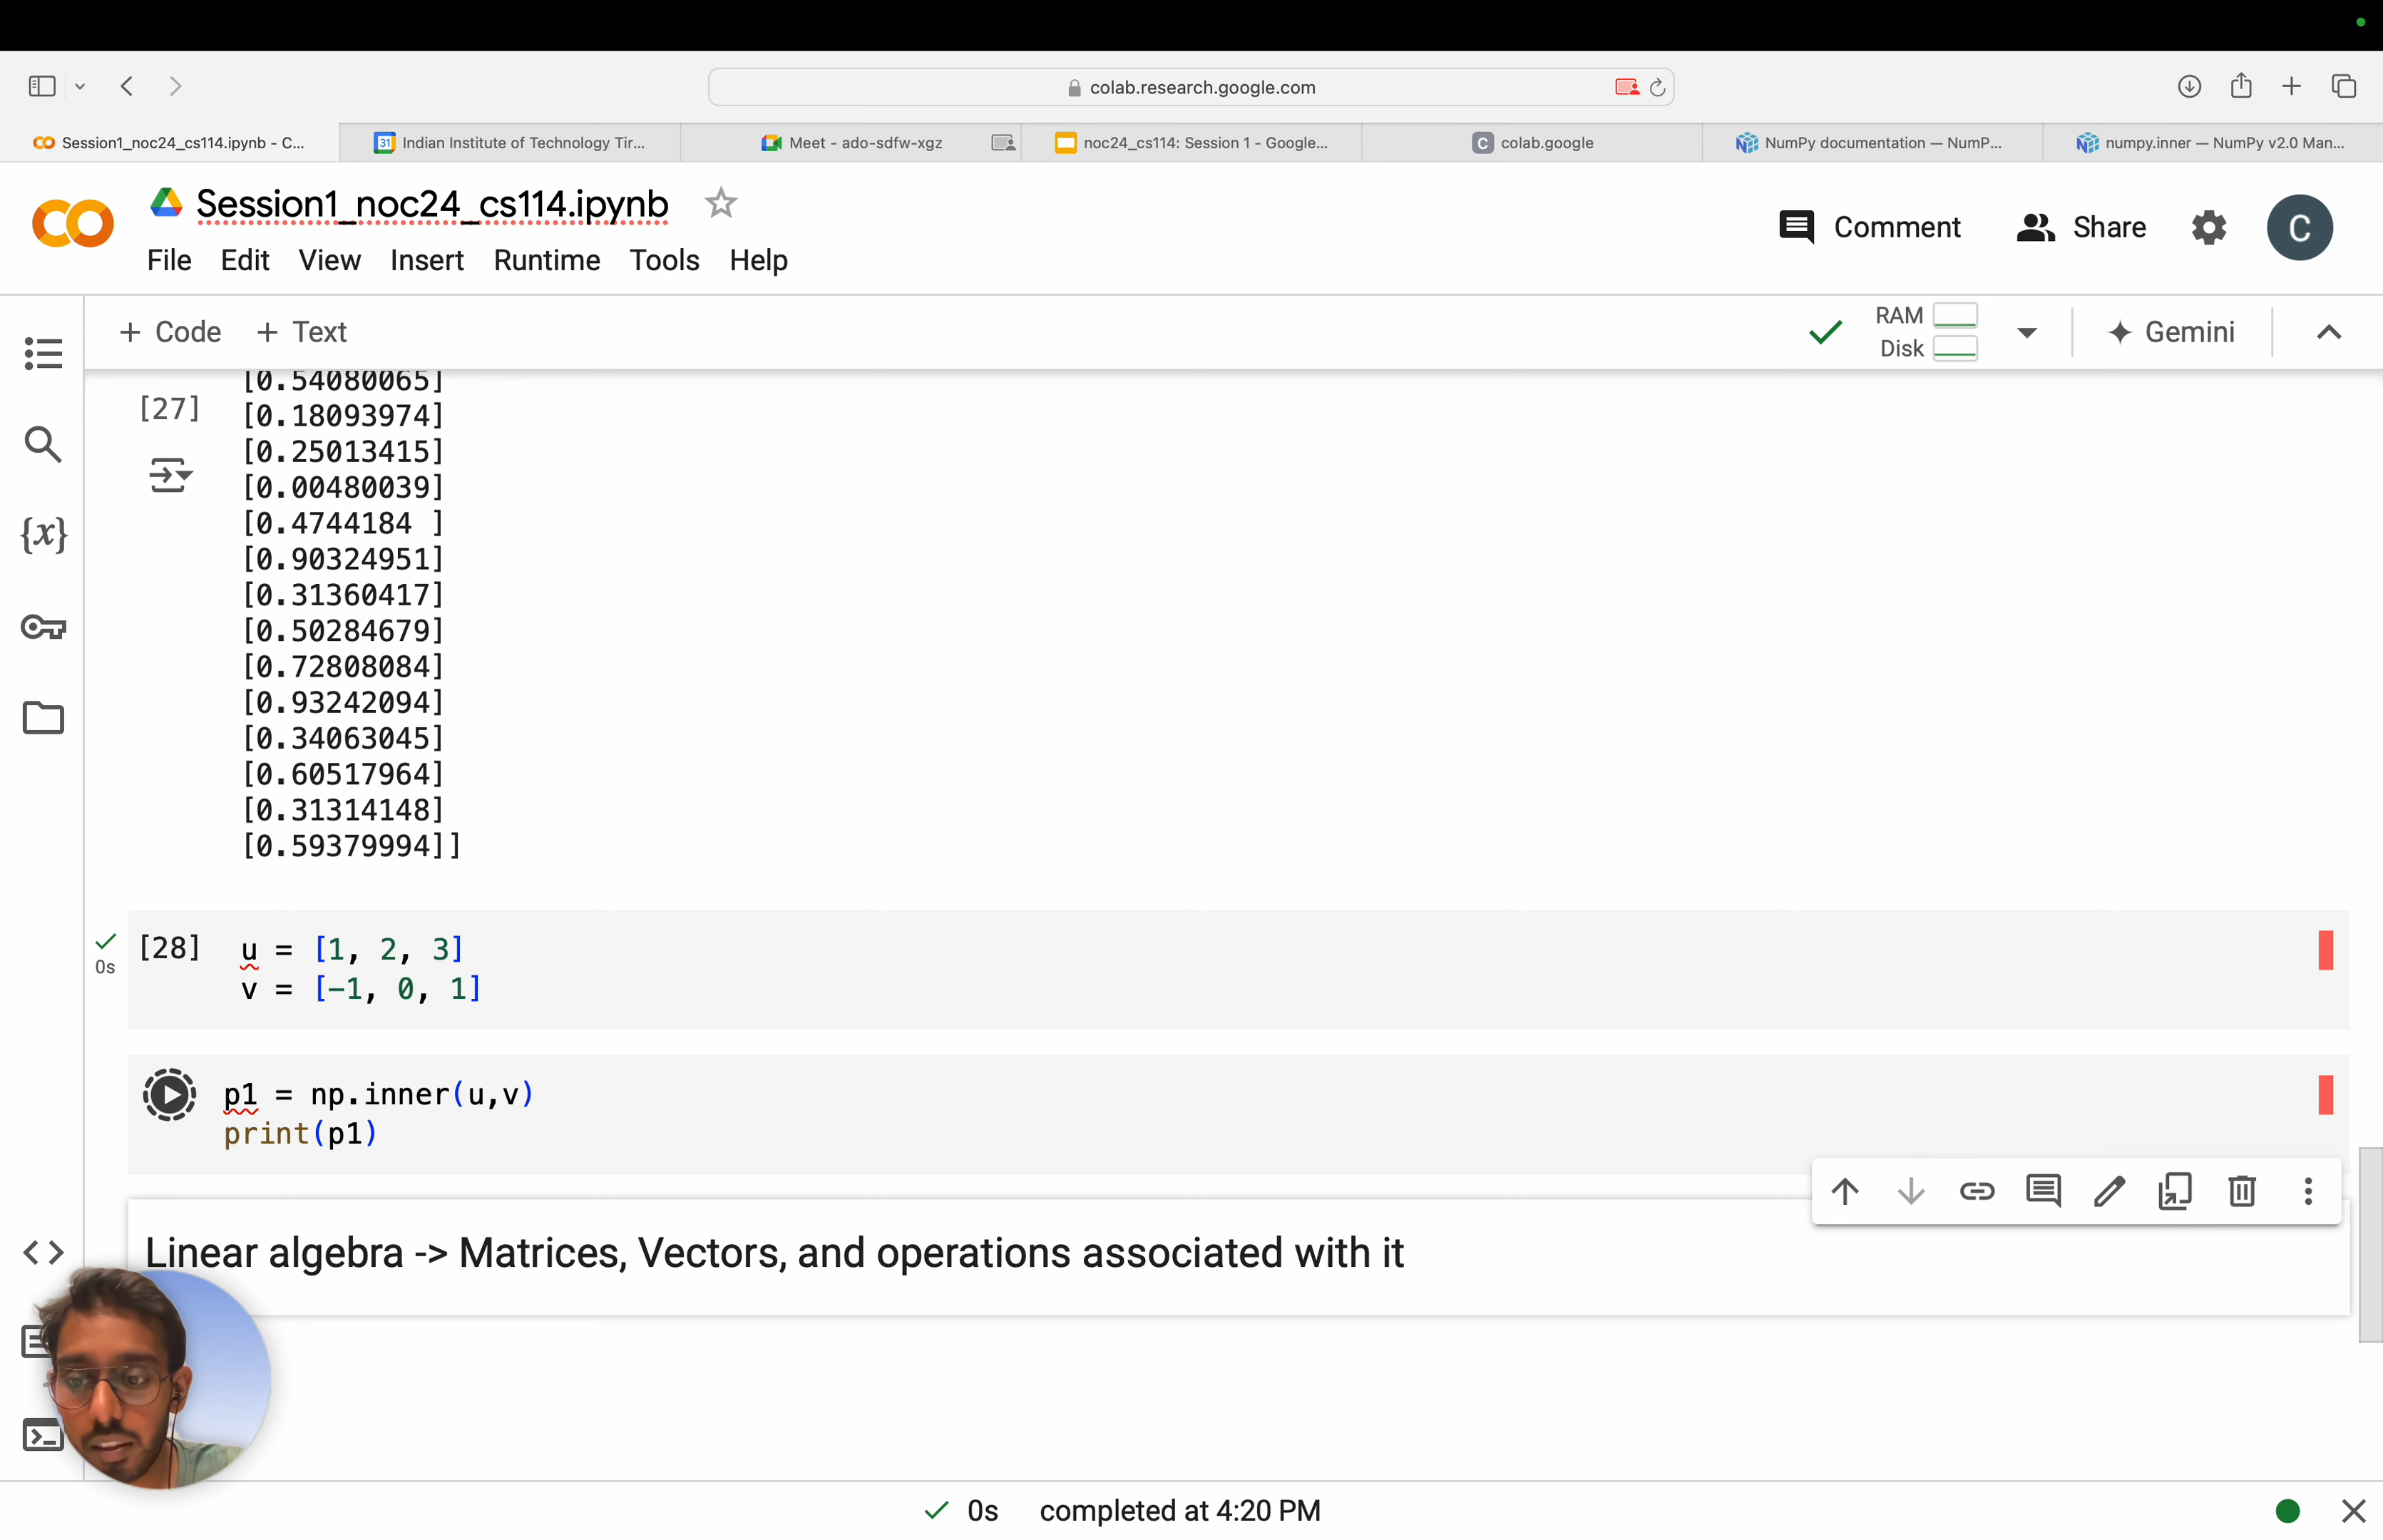 colab.research.google.com
Session1_noc24_cs114.ipynb - C...
31 Indian Institute of Technology Tir...
Meet - ado-sdfw-xgz
noc24_cs114: Session 1 - Google...
C colab.google
NumPy documentation — NumP...
numpy.inner — NumPy v2.0 Man...
Session1_noc24_cs114.ipynb
Comment
Share
C
File Edit View Insert Runtime Tools Help
+ Code + Text
RAM
Disk
Gemini
{x}
[0.54080065]
[27] [0.18093974]
[0.25013415]
[0.00480039]
[0.4744184 ]
[0.90324951]
[0.31360417]
[0.50284679]
[0.72808084]
[0.93242094]
[0.34063045]
[0.60517964]
[0.31314148]
[0.59379994]]
[28] u = [1, 2, 3]
0s
v = [-1, 0, 1]
p1 = np.inner(u,v)
print(p1)
Linear algebra -> Matrices, Vectors, and operations associated with it
0s completed at 4:20 PM